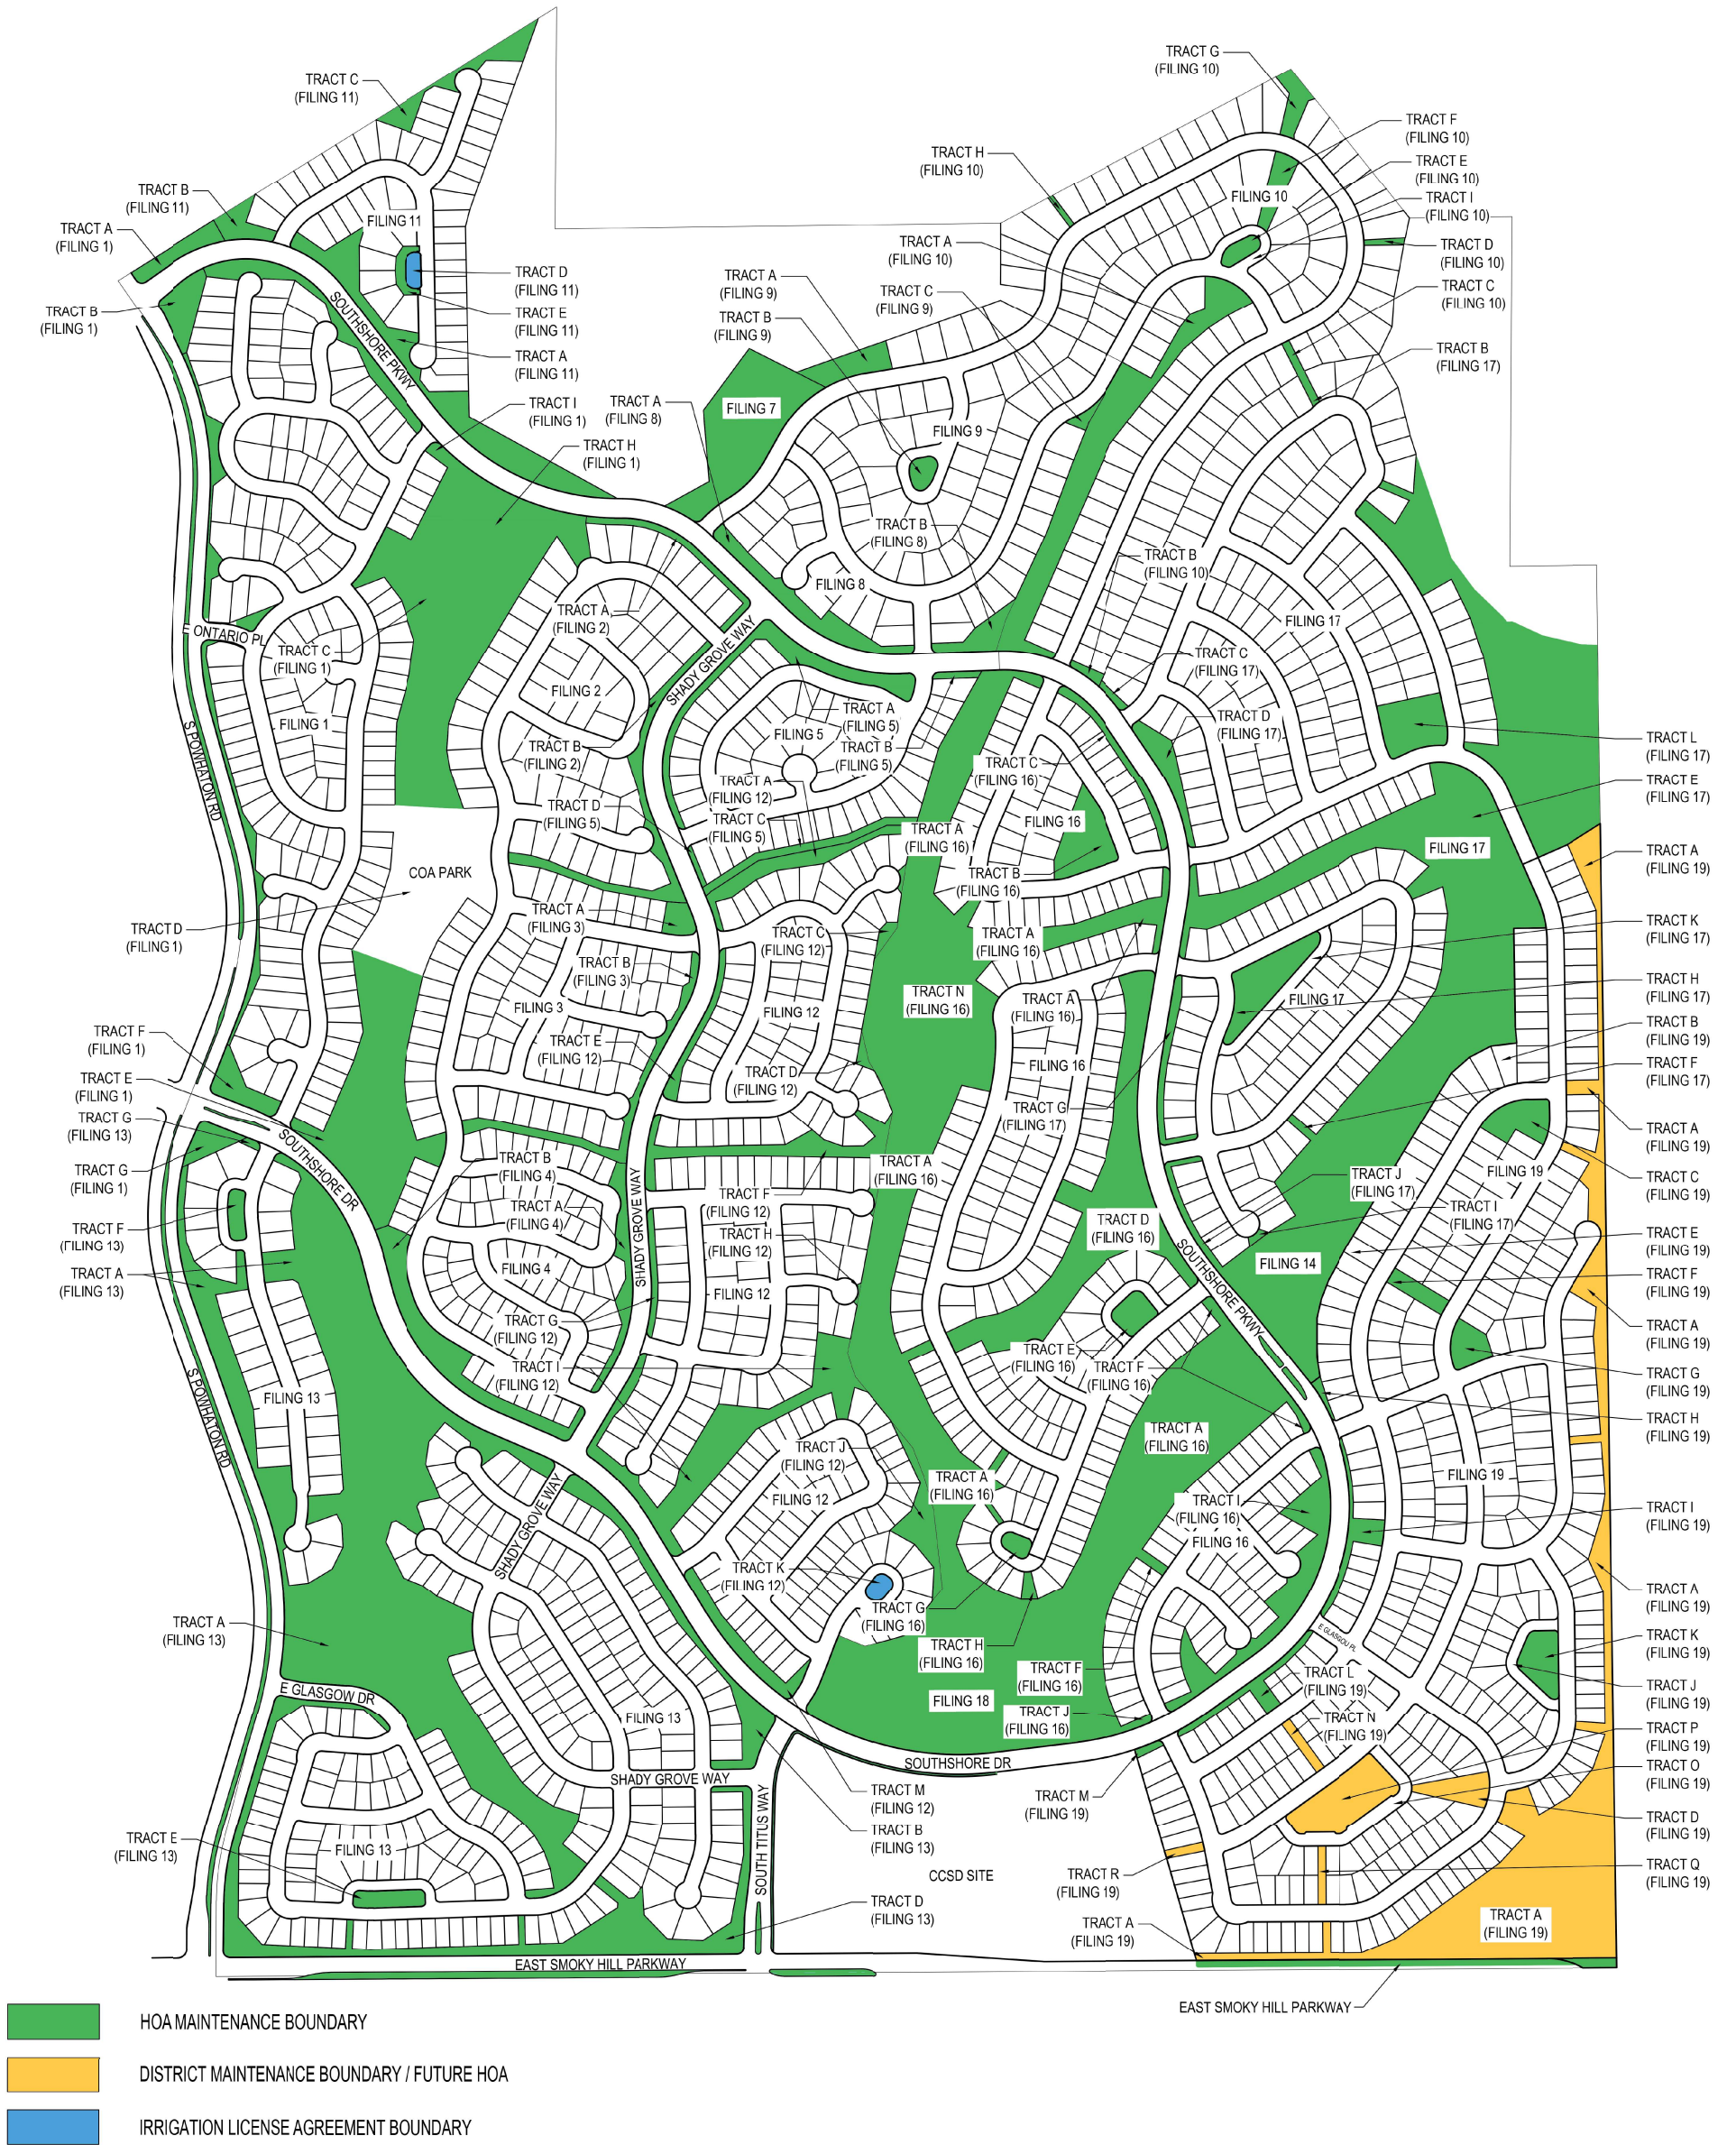 TRACT G
(FILING 10)
TRACT C
(FILING 11)
TRACT F
(FILING 10)
TRACT H
(FILING 10)
TRACT E
(FILING 10)
TRACT B
(FILING 11)
FILING 10
TRACT I
(FILING 10)
TRACT A
(FILING 1)
FILING 11
TRACT A
(FILING 10)
TRACT D
(FILING 10)
TRACT D
(FILING 11)
TRACT A
(FILING 9)
TRACT C
(FILING 9)
TRACT C
(FILING 10)
TRACT B
(FILING 1)
TRACT E
(FILING 11)
TRACT B
(FILING 9)
SOUTHSHORE PKWY
TRACT A
(FILING 11)
TRACT B
(FILING 17)
TRACT I
(FILING 1)
TRACT A
(FILING 8)
FILING 7
FILING 9
TRACT H
(FILING 1)
TRACT B
(FILING 8)
TRACT B
(FILING 10)
FILING 8
TRACT A
(FILING 2)
FILING 17
E ONTARIO PL
TRACT C
(FILING 1)
SHADY GROVE WAY
TRACT C
(FILING 17)
FILING 2
FILING 1
TRACT A
(FILING 5)
FILING 5
TRACT D
(FILING 17)
S POWHATON RD
TRACT B
(FILING 2)
TRACT B
(FILING 5)
TRACT L
(FILING 17)
TRACT C
(FILING 16)
TRACT A
(FILING 12)
TRACT E
(FILING 17)
TRACT D
(FILING 5)
TRACT C
(FILING 5)
TRACT A
(FILING 16)
FILING 16
FILING 17
TRACT A
(FILING 19)
COA PARK
TRACT B
(FILING 16)
TRACT A
(FILING 3)
TRACT D
(FILING 1)
TRACT C
(FILING 12)
TRACT A
(FILING 16)
TRACT K
(FILING 17)
TRACT B
(FILING 3)
TRACT N
(FILING 16)
TRACT A
(FILING 16)
FILING 17
TRACT H
(FILING 17)
FILING 3
FILING 12
TRACT F
(FILING 1)
TRACT E
(FILING 12)
TRACT B
(FILING 19)
TRACT E
(FILING 1)
TRACT D
(FILING 12)
FILING 16
TRACT F
(FILING 17)
TRACT G
(FILING 13)
TRACT G
(FILING 17)
SOUTHSHORE DR
TRACT A
(FILING 19)
TRACT G
(FILING 1)
TRACT B
(FILING 4)
TRACT A
(FILING 16)
TRACT J
(FILING 17)
FILING 19
TRACT C
(FILING 19)
TRACT F
(FILING 12)
TRACT A
(FILING 4)
SHADY GROVE WAY
TRACT I
(FILING 17)
TRACT F
(FILING 13)
TRACT H
(FILING 12)
TRACT D
(FILING 16)
TRACT E
(FILING 19)
FILING 4
FILING 14
SOUTHSHORE PKWY
TRACT A
(FILING 13)
FILING 12
TRACT F
(FILING 19)
TRACT G
(FILING 12)
TRACT A
(FILING 19)
TRACT E
(FILING 16)
TRACT I
(FILING 12)
TRACT F
(FILING 16)
TRACT G
(FILING 19)
S POWHATON RD
FILING 13
TRACT H
(FILING 19)
TRACT A
(FILING 16)
TRACT J
(FILING 12)
FILING 19
TRACT A
(FILING 16)
FILING 12
TRACT I
(FILING 16)
TRACT I
(FILING 19)
SHADY GROVE WAY
FILING 16
TRACT K
(FILING 12)
TRACT A
(FILING 19)
TRACT A
(FILING 13)
TRACT G
(FILING 16)
TRACT H
(FILING 16)
TRACT K
(FILING 19)
TRACT F
(FILING 16)
TRACT L
(FILING 19)
E GLASGOW DR
FILING 18
TRACT J
(FILING 19)
TRACT J
(FILING 16)
TRACT N
(FILING 19)
FILING 13
TRACT P
(FILING 19)
SOUTHSHORE DR
SHADY GROVE WAY
TRACT O
(FILING 19)
TRACT M
(FILING 12)
TRACT M
(FILING 19)
TRACT D
(FILING 19)
TRACT B
(FILING 13)
TRACT E
(FILING 13)
FILING 13
SOUTH TITUS WAY
CCSD SITE
TRACT R
(FILING 19)
TRACT Q
(FILING 19)
TRACT D
(FILING 13)
TRACT A
(FILING 19)
TRACT A
(FILING 19)
EAST SMOKY HILL PARKWAY
EAST SMOKY HILL PARKWAY
HOA MAINTENANCE BOUNDARY
DISTRICT MAINTENANCE BOUNDARY / FUTURE HOA
IRRIGATION LICENSE AGREEMENT BOUNDARY